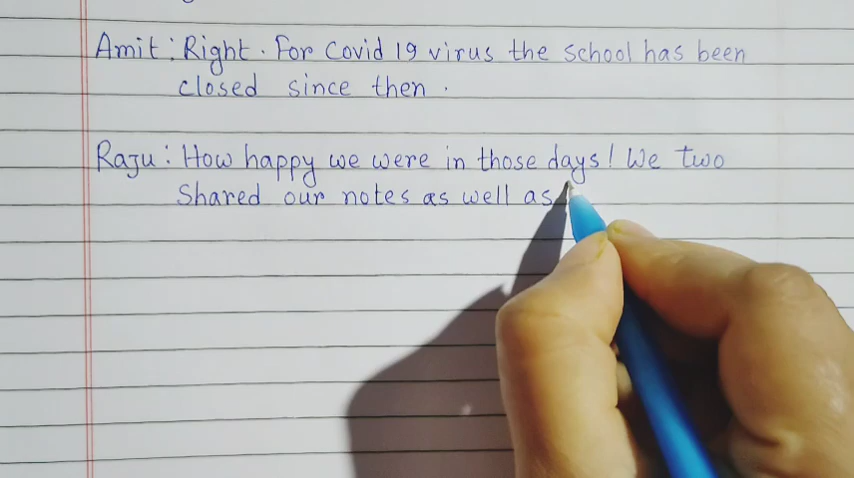 Amit: Right. For Covid 19 virus the school has been
closed since then.
Raju: How happy we were in those days! We two
Shared our notes as well as